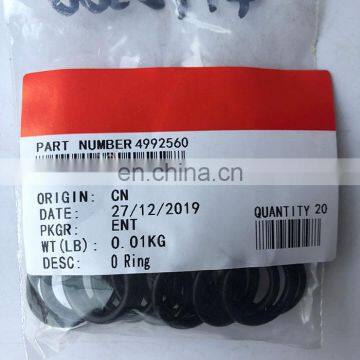 PART NUMBER 4992560
ORIGIN: CN
DATE: 27/12/2019
PKGR: ENT
WT(LB): 0.01KG
DESC: O Ring
QUANTITY 20
es.china.cn